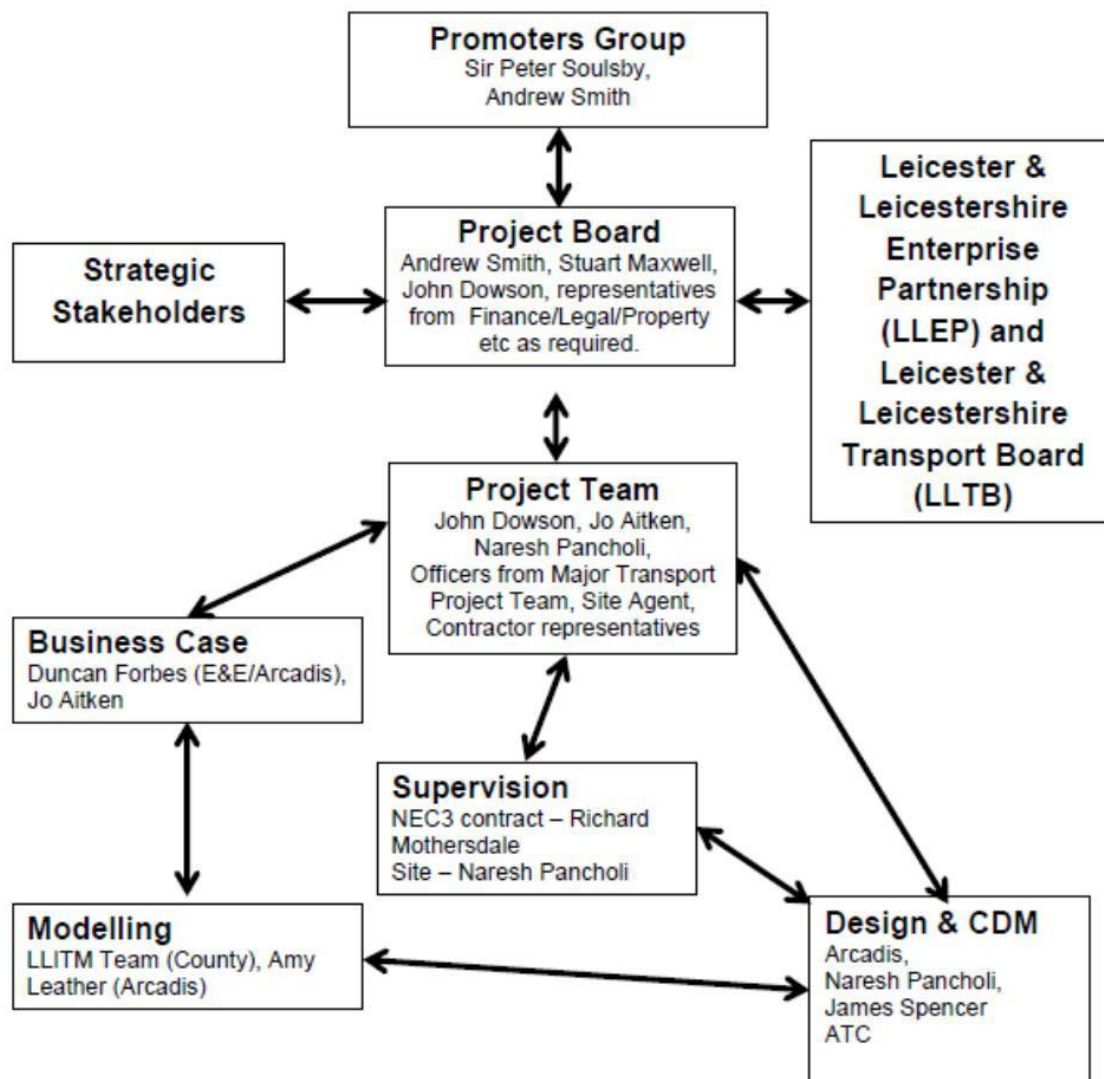 Promoters Group
Sir Peter Soulsby,
Andrew Smith
Project Board
Andrew Smith, Stuart Maxwell,
John Dowson, representatives
from Finance/Legal/Property
etc as required.
Strategic
Stakeholders
Leicester &
Leicestershire
Enterprise
Partnership
(LLEP) and
Leicester &
Leicestershire
Transport Board
(LLTB)
Project Team
John Dowson, Jo Aitken,
Naresh Pancholi,
Officers from Major Transport
Project Team, Site Agent,
Contractor representatives
Business Case
Duncan Forbes (E&E/Arcadis),
Jo Aitken
Supervision
NEC3 contract – Richard
Mothersdale
Site – Naresh Pancholi
Modelling
LLITM Team (County), Amy
Leather (Arcadis)
Design & CDM
Arcadis,
Naresh Pancholi,
James Spencer
ATC